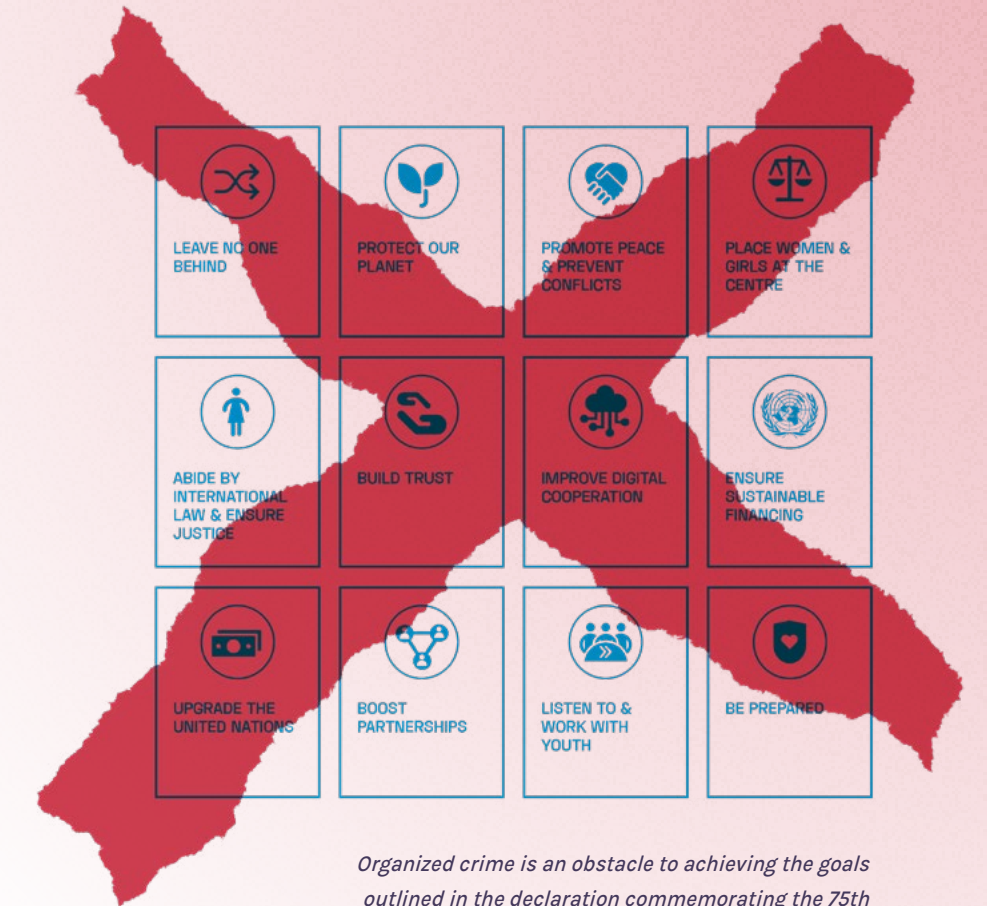 LEAVE NO ONE
BEHIND
PROTECT OUR
PLANET
PROMOTE PEACE
& PREVENT
CONFLICTS
PLACE WOMEN &
GIRLS AT THE
CENTRE
ABIDE BY
INTERNATIONAL
LAW & ENSURE
JUSTICE
BUILD TRUST
IMPROVE DIGITAL
COOPERATION
ENSURE
SUSTAINABLE
FINANCING
UPGRADE THE
UNITED NATIONS
BOOST
PARTNERSHIPS
LISTEN TO &
WORK WITH
YOUTH
BE PREPARED
Organized crime is an obstacle to achieving the goals
outlined in the declaration commemorating the 75th